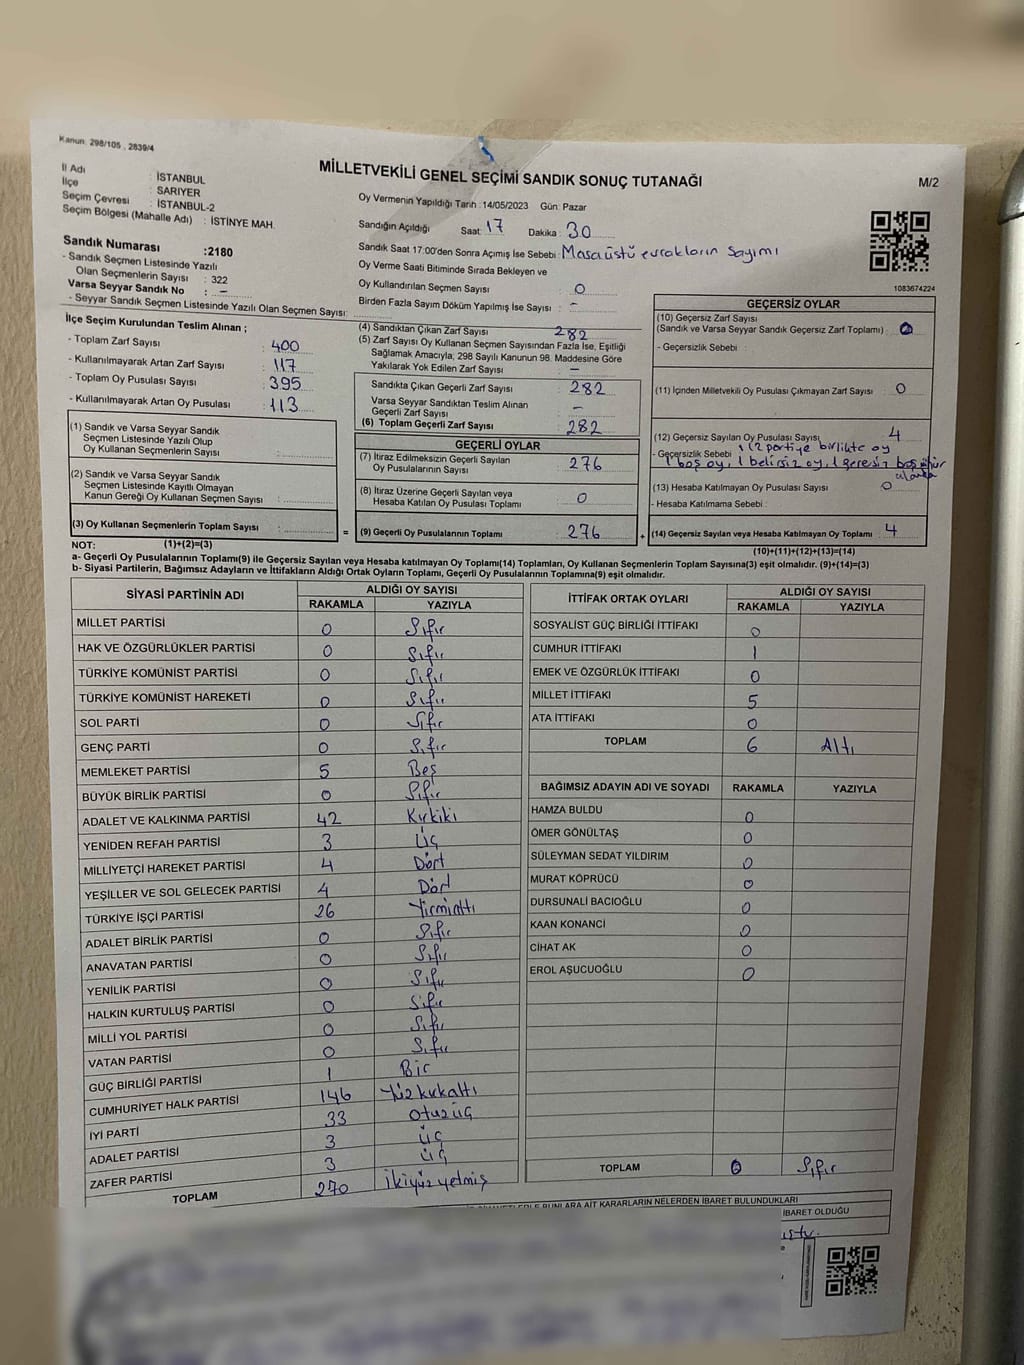 Kanun: 298/105 , 2839/4
MİLLETVEKİLİ GENEL SEÇİMİ SANDIK SONUÇ TUTANAĞI
M/2
İl Adı : İSTANBUL
İlçe : SARIYER
Seçim Çevresi : İSTANBUL-2
Seçim Bölgesi (Mahalle Adı) : İSTİNYE MAH.
Sandık Numarası :2180
- Sandık Seçmen Listesinde Yazılı
Olan Seçmenlerin Sayısı : 322
Varsa Seyyar Sandık No : -
- Seyyar Sandık Seçmen Listesinde Yazılı Olan Seçmen Sayısı:
Oy Vermenin Yapıldığı Tarih :14/05/2023 Gün: Pazar
Sandığın Açıldığı Saat 17 Dakika : 30
Sandık Saat 17:00'den Sonra Açımış İse Sebebi : Masaüstü evrakların sayımı
Oy Verme Saati Bitiminde Sırada Bekleyen ve
Oy Kullandırılan Seçmen Sayısı : 0
Birden Fazla Sayım Döküm Yapılmış İse Sayısı : -
1083674224
İlçe Seçim Kurulundan Teslim Alınan ;
- Toplam Zarf Sayısı : 400
- Kullanılmayarak Artan Zarf Sayısı : 117
- Toplam Oy Pusulası Sayısı : 395
- Kullanılmayarak Artan Oy Pusulası : 113
(1) Sandık ve Varsa Seyyar Sandık
Seçmen Listesinde Yazılı Olup
Oy Kullanan Seçmenlerin Sayısı :
(2) Sandık ve Varsa Seyyar Sandık
Seçmen Listesinde Kayıtlı Olmayan
Kanun Gereği Oy Kullanan Seçmen Sayısı :
(3) Oy Kullanan Seçmenlerin Toplam Sayısı :
(4) Sandıktan Çıkan Zarf Sayısı 282
(5) Zarf Sayısı Oy Kullanan Seçmen Sayısından Fazla İse, Eşitliği
Sağlamak Amacıyla; 298 Sayılı Kanunun 98. Maddesine Göre
Yakılarak Yok Edilen Zarf Sayısı : -
Sandıkta Çıkan Geçerli Zarf Sayısı : 282
Varsa Seyyar Sandıktan Teslim Alınan
Geçerli Zarf Sayısı : -
(6) Toplam Geçerli Zarf Sayısı : 282
GEÇERLİ OYLAR
(7) İtiraz Edilmeksizin Geçerli Sayılan
Oy Pusulalarının Sayısı : 276
(8) İtiraz Üzerine Geçerli Sayılan veya
Hesaba Katılan Oy Pusulası Toplamı : 0
= (9) Geçerli Oy Pusulalarının Toplamı : 276 +
GEÇERSİZ OYLAR
(10) Geçersiz Zarf Sayısı
(Sandık ve Varsa Seyyar Sandık Geçersiz Zarf Toplamı) : 0
- Geçersizlik Sebebi :
(11) İçinden Milletvekili Oy Pusulası Çıkmayan Zarf Sayısı : 0
(12) Geçersiz Sayılan Oy Pusulası Sayısı : 4
- Geçersizlik Sebebi : 1 (2 partiye birlikte oy
1 boş oy, 1 belirsiz oy, 1 geçersiz boş mühür
(13) Hesaba Katılmayan Oy Pusulası Sayısı : 0
- Hesaba Katılmama Sebebi :
(14) Geçersiz Sayılan veya Hesaba Katılmayan Oy Toplamı : 4
NOT: (1)+(2)=(3)
(10)+(11)+(12)+(13)=(14)
a- Geçerli Oy Pusulalarının Toplamı(9) ile Geçersiz Sayılan veya Hesaba katılmayan Oy Toplamı(14) Toplamları, Oy Kullanan Seçmenlerin Toplam Sayısına(3) eşit olmalıdır. (9)+(14)=(3)
b- Siyasi Partilerin, Bağımsız Adayların ve İttifakların Aldığı Ortak Oyların Toplamı, Geçerli Oy Pusulalarının Toplamına(9) eşit olmalıdır.
SİYASİ PARTİNİN ADI ALDIĞI OY SAYISI
RAKAMLA YAZIYLA
MİLLET PARTİSİ 0 Sıfır
HAK VE ÖZGÜRLÜKLER PARTİSİ 0 Sıfır
TÜRKİYE KOMÜNİST PARTİSİ 0 Sıfır
TÜRKİYE KOMÜNİST HAREKETİ 0 Sıfır
SOL PARTİ 0 Sıfır
GENÇ PARTİ 0 Sıfır
MEMLEKET PARTİSİ 5 Beş
BÜYÜK BİRLİK PARTİSİ 0 Sıfır
ADALET VE KALKINMA PARTİSİ 42 Kırkiki
YENİDEN REFAH PARTİSİ 3 Üç
MİLLİYETÇİ HAREKET PARTİSİ 4 Dört
YEŞİLLER VE SOL GELECEK PARTİSİ 4 Dört
TÜRKİYE İŞÇİ PARTİSİ 26 Yirmialtı
ADALET BİRLİK PARTİSİ 0 Sıfır
ANAVATAN PARTİSİ 0 Sıfır
YENİLİK PARTİSİ 0 Sıfır
HALKIN KURTULUŞ PARTİSİ 0 Sıfır
MİLLİ YOL PARTİSİ 0 Sıfır
VATAN PARTİSİ 0 Sıfır
GÜÇ BİRLİĞİ PARTİSİ 1 Bir
CUMHURİYET HALK PARTİSİ 146 Yüzkırkaltı
İYİ PARTİ 33 Otuzüç
ADALET PARTİSİ 3 Üç
ZAFER PARTİSİ 3 Üç
TOPLAM 270 İkiyüzyetmiş
İTTİFAK ORTAK OYLARI ALDIĞI OY SAYISI
RAKAMLA YAZIYLA
SOSYALİST GÜÇ BİRLİĞİ İTTİFAKI 0
CUMHUR İTTİFAKI 1
EMEK VE ÖZGÜRLÜK İTTİFAKI 0
MİLLET İTTİFAKI 5
ATA İTTİFAKI 0
TOPLAM 6 Altı
BAĞIMSIZ ADAYIN ADI VE SOYADI RAKAMLA YAZIYLA
HAMZA BULDU 0
ÖMER GÖNÜLTAŞ 0
SÜLEYMAN SEDAT YILDIRIM 0
MURAT KÖPRÜCÜ 0
DURSUNALİ BACIOĞLU 0
KAAN KONANCİ 0
CİHAT AK 0
EROL AŞUCUOĞLU 0
TOPLAM 0 Sıfır
BUNLARA AİT KARARLARIN NELERDEN İBARET BULUNDUKLARI
İBARET OLDUĞU